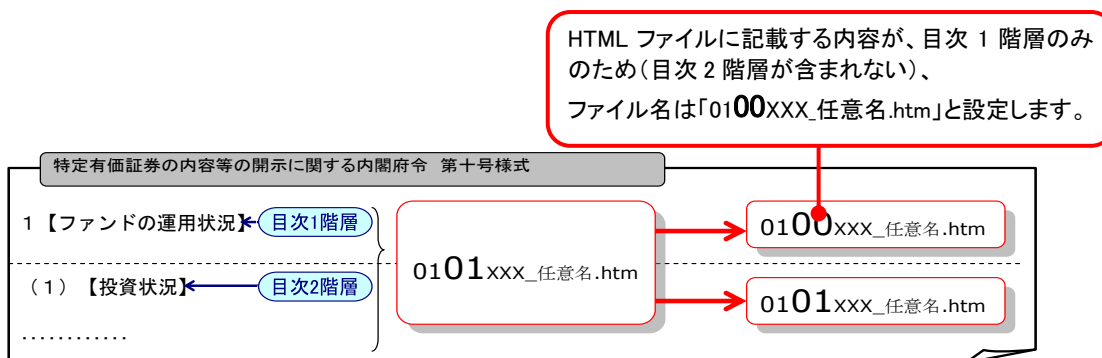 HTML ファイルに記載する内容が、目次 1 階層のみ
のため(目次 2 階層が含まれない)、
ファイル名は「0100XXX_任意名.htm」と設定します。
特定有価証券の内容等の開示に関する内閣府令 第十号様式
1【ファンドの運用状況】
目次1階層
0100XXX_任意名.htm
0101XXX_任意名.htm
(1)【投資状況】
目次2階層
0101XXX_任意名.htm
…………